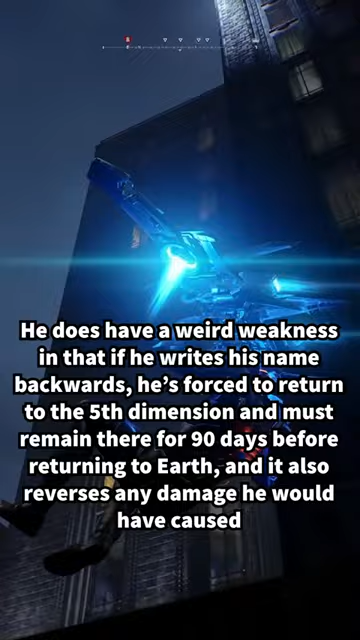 He does have a weird weakness
in that if he writes his name
backwards, he's forced to return
to the 5th dimension and must
remain there for 90 days before
returning to Earth, and it also
reverses any damage he would
have caused